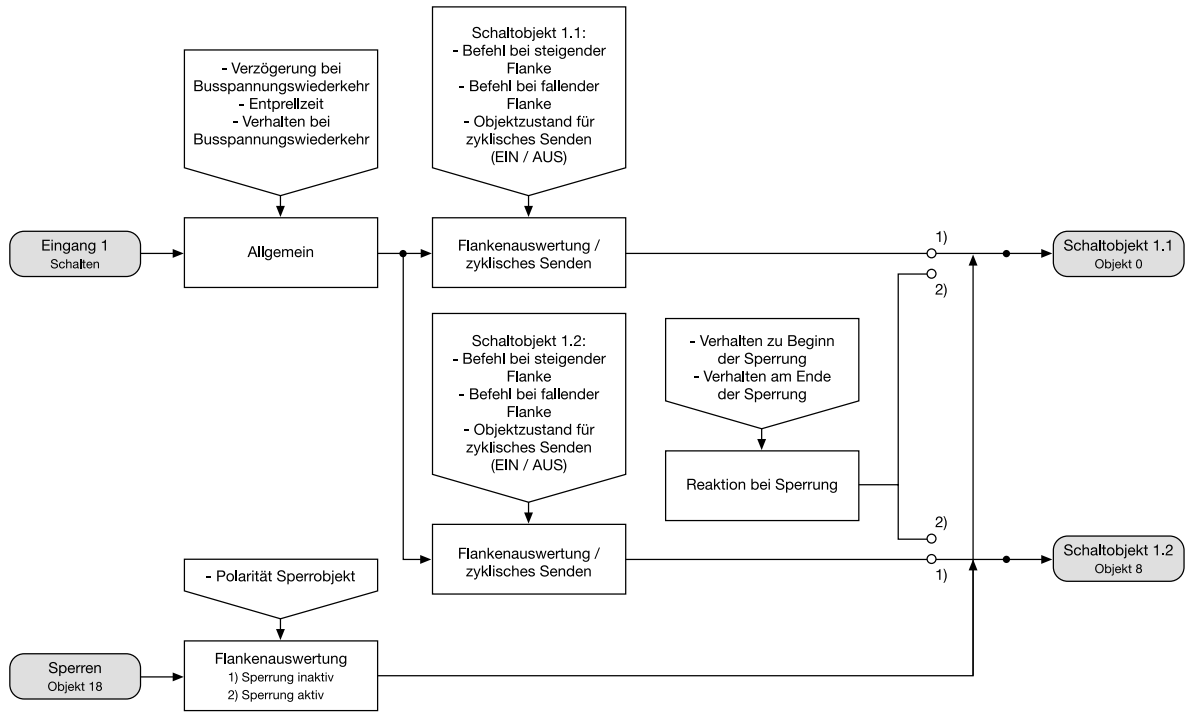 - Verzögerung bei
Busspannungswiederkehr
- Entprellzeit
- Verhalten bei
Busspannungswiederkehr
Schaltobjekt 1.1:
- Befehl bei steigender
Flanke
- Befehl bei fallender
Flanke
- Objektzustand für
zyklisches Senden
(EIN / AUS)
Eingang 1
Schalten
Allgemein
Flankenauswertung /
zyklisches Senden
1)
2)
Schaltobjekt 1.1
Objekt 0
Schaltobjekt 1.2:
- Befehl bei steigender
Flanke
- Befehl bei fallender
Flanke
- Objektzustand für
zyklisches Senden
(EIN / AUS)
- Verhalten zu Beginn
der Sperrung
- Verhalten am Ende
der Sperrung
Reaktion bei Sperrung
Flankenauswertung /
zyklisches Senden
2)
1)
Schaltobjekt 1.2
Objekt 8
- Polarität Sperrobjekt
Sperren
Objekt 18
Flankenauswertung
1) Sperrung inaktiv
2) Sperrung aktiv